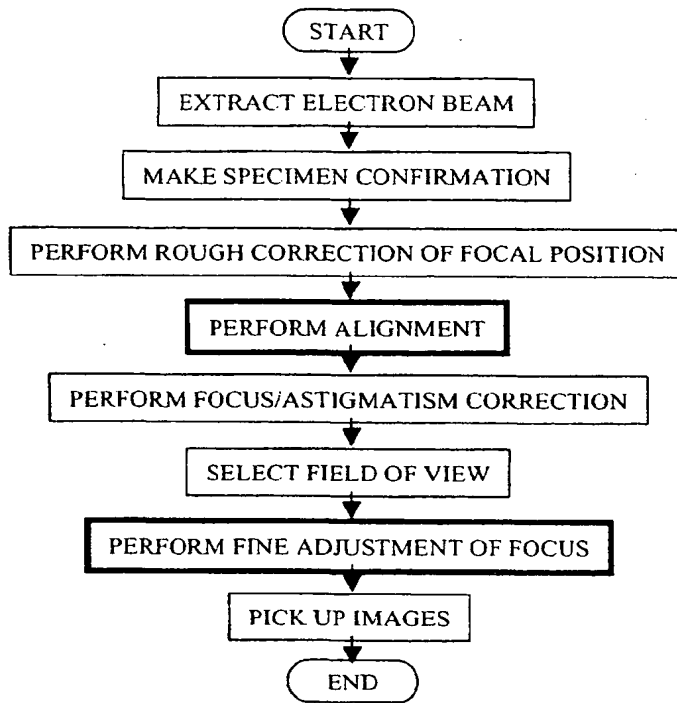 START
EXTRACT ELECTRON BEAM
MAKE SPECIMEN CONFIRMATION
PERFORM ROUGH CORRECTION OF FOCAL POSITION
PERFORM ALIGNMENT
PERFORM FOCUS/ASTIGMATISM CORRECTION
SELECT FIELD OF VIEW
PERFORM FINE ADJUSTMENT OF FOCUS
PICK UP IMAGES
END